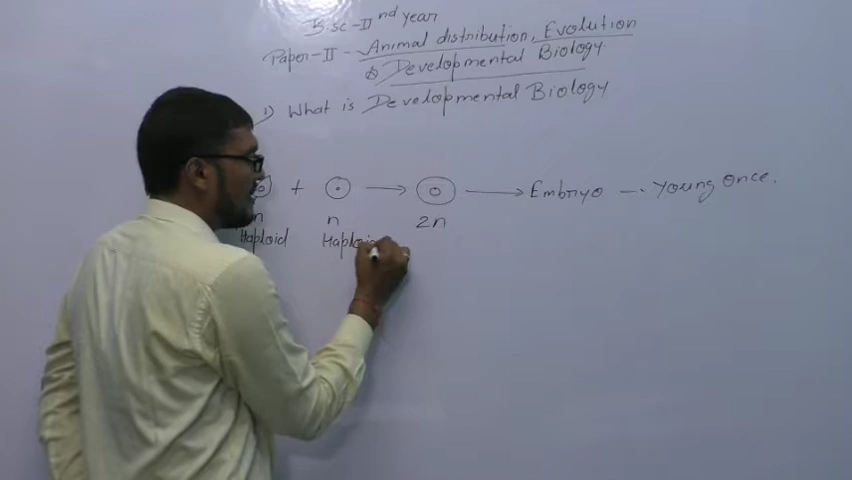 B.sc-II nd year
Paper-II - Animal distribution, Evolution
& Developmental Biology
1) What is Developmental Biology
+ → → Embryo —. Young once.
n n 2n
Haploid Haploi